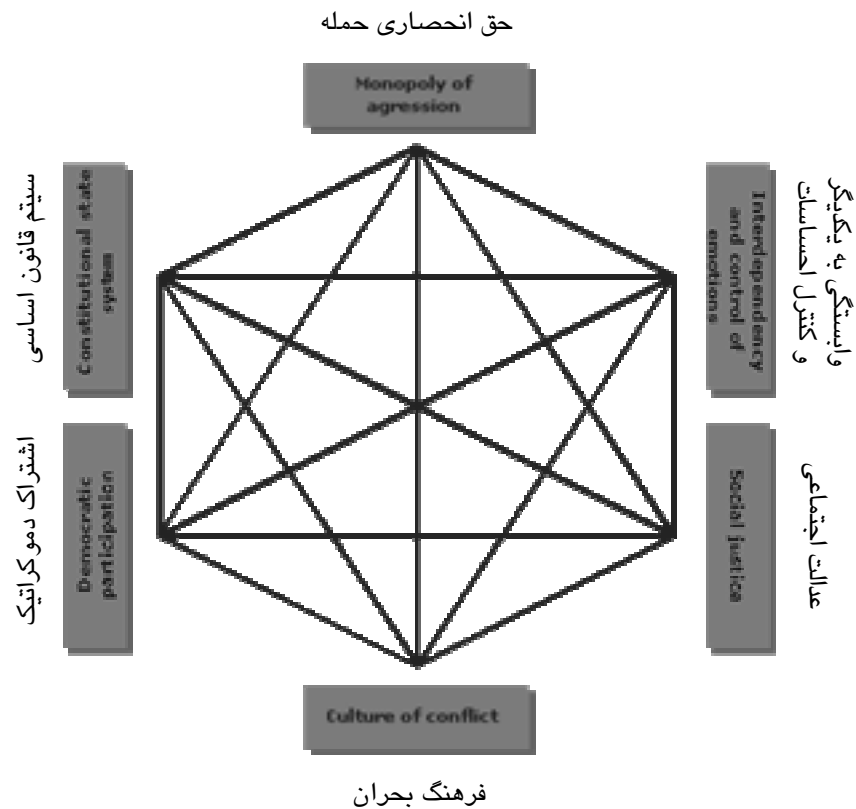 حق انحصاری حمله
Monopoly of
agression
سیتم قانون اساسی
Constitutional state
system
Interdependency
and control of
emotions
وابستگی به یکدیگر
و کنترل احساسات
اشتراک دموکراتیک
Democratic
participation
Social justice
عدالت اجتماعی
Culture of conflict
فرهنگ بحران